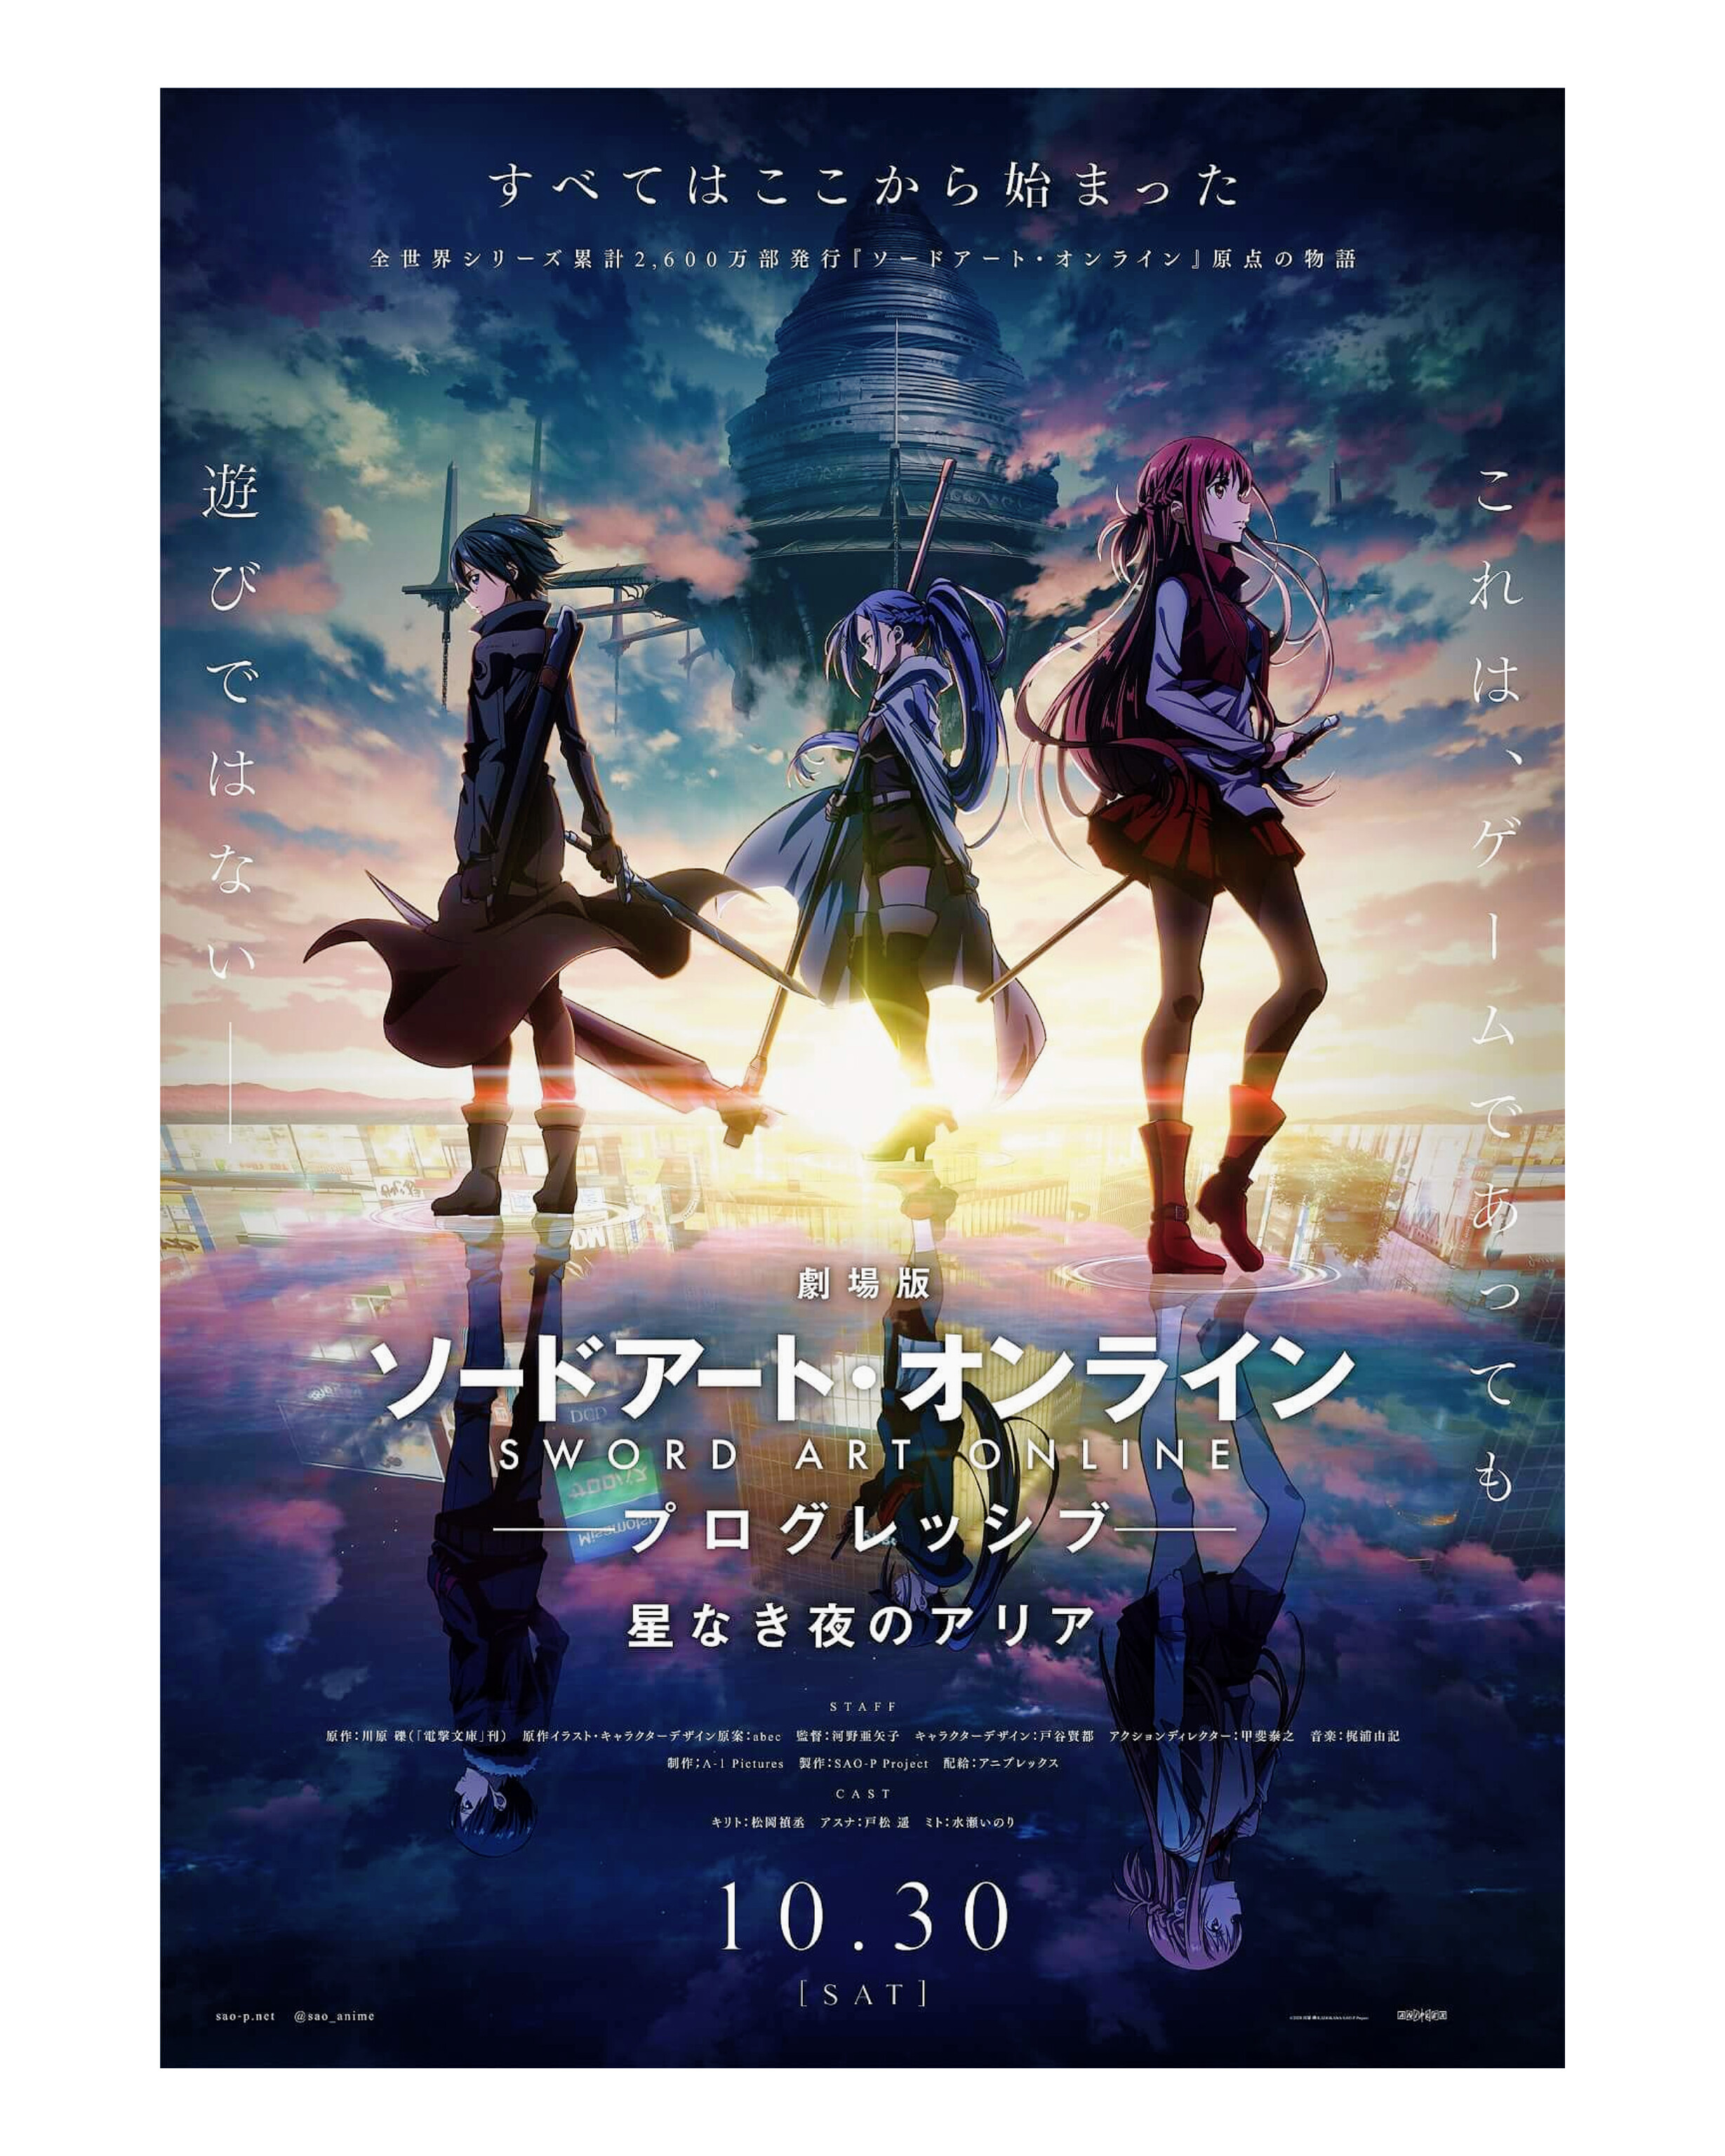 すべてはここから始まった
全世界シリーズ累計2,600万部発行『ソードアート・オンライン』原点の物語
これは、ゲームであっても
遊びではない──
劇場版
ソードアート・オンライン
SWORD ART ONLINE
―プログレッシブ―
星なき夜のアリア
STAFF
原作:川原 礫(「電撃文庫」刊) 原作イラスト・キャラクターデザイン原案:abec 監督:河野亜矢子 キャラクターデザイン:戸谷賢都 アクションディレクター:甲斐泰之 音楽:梶浦由記
制作:A-1 Pictures 製作:SAO-P Project 配給:アニプレックス
CAST
キリト:松岡禎丞 アスナ:戸松 遥 ミト:水瀬いのり
10.30
[SAT]
sao-p.net @sao_anime